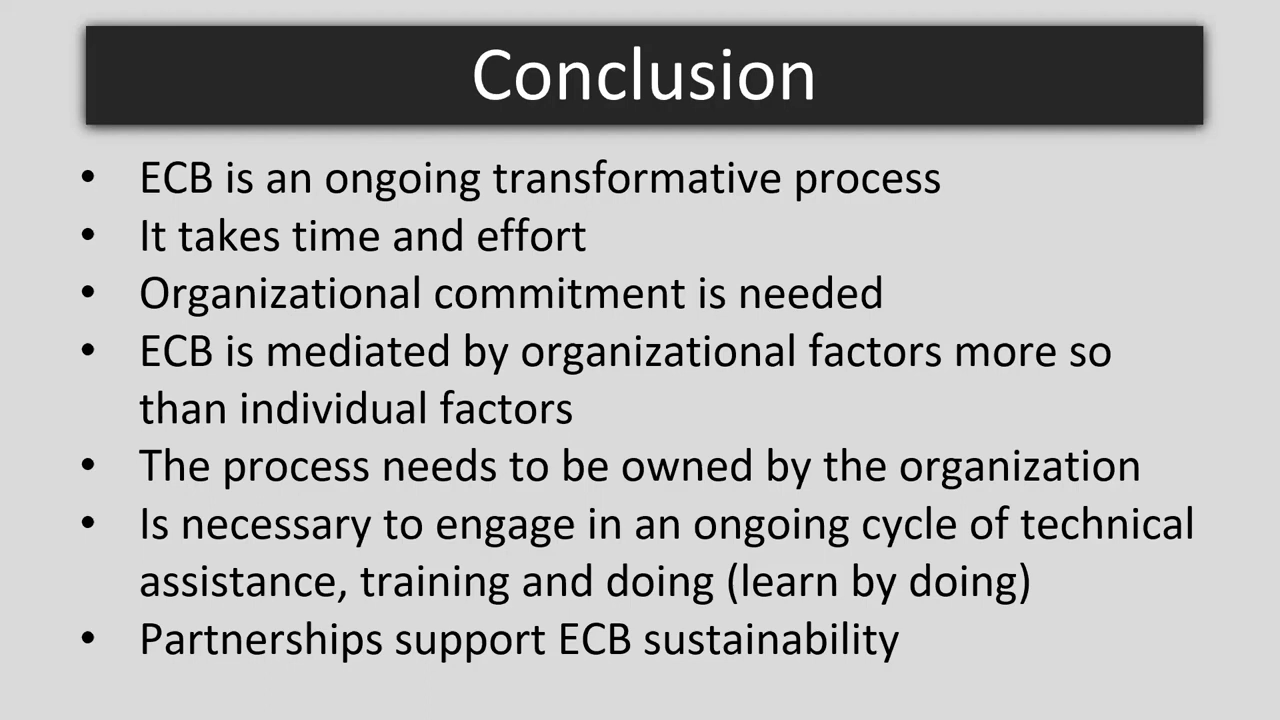 Conclusion
• ECB is an ongoing transformative process
• It takes time and effort
• Organizational commitment is needed
• ECB is mediated by organizational factors more so
than individual factors
• The process needs to be owned by the organization
• Is necessary to engage in an ongoing cycle of technical
assistance, training and doing (learn by doing)
• Partnerships support ECB sustainability